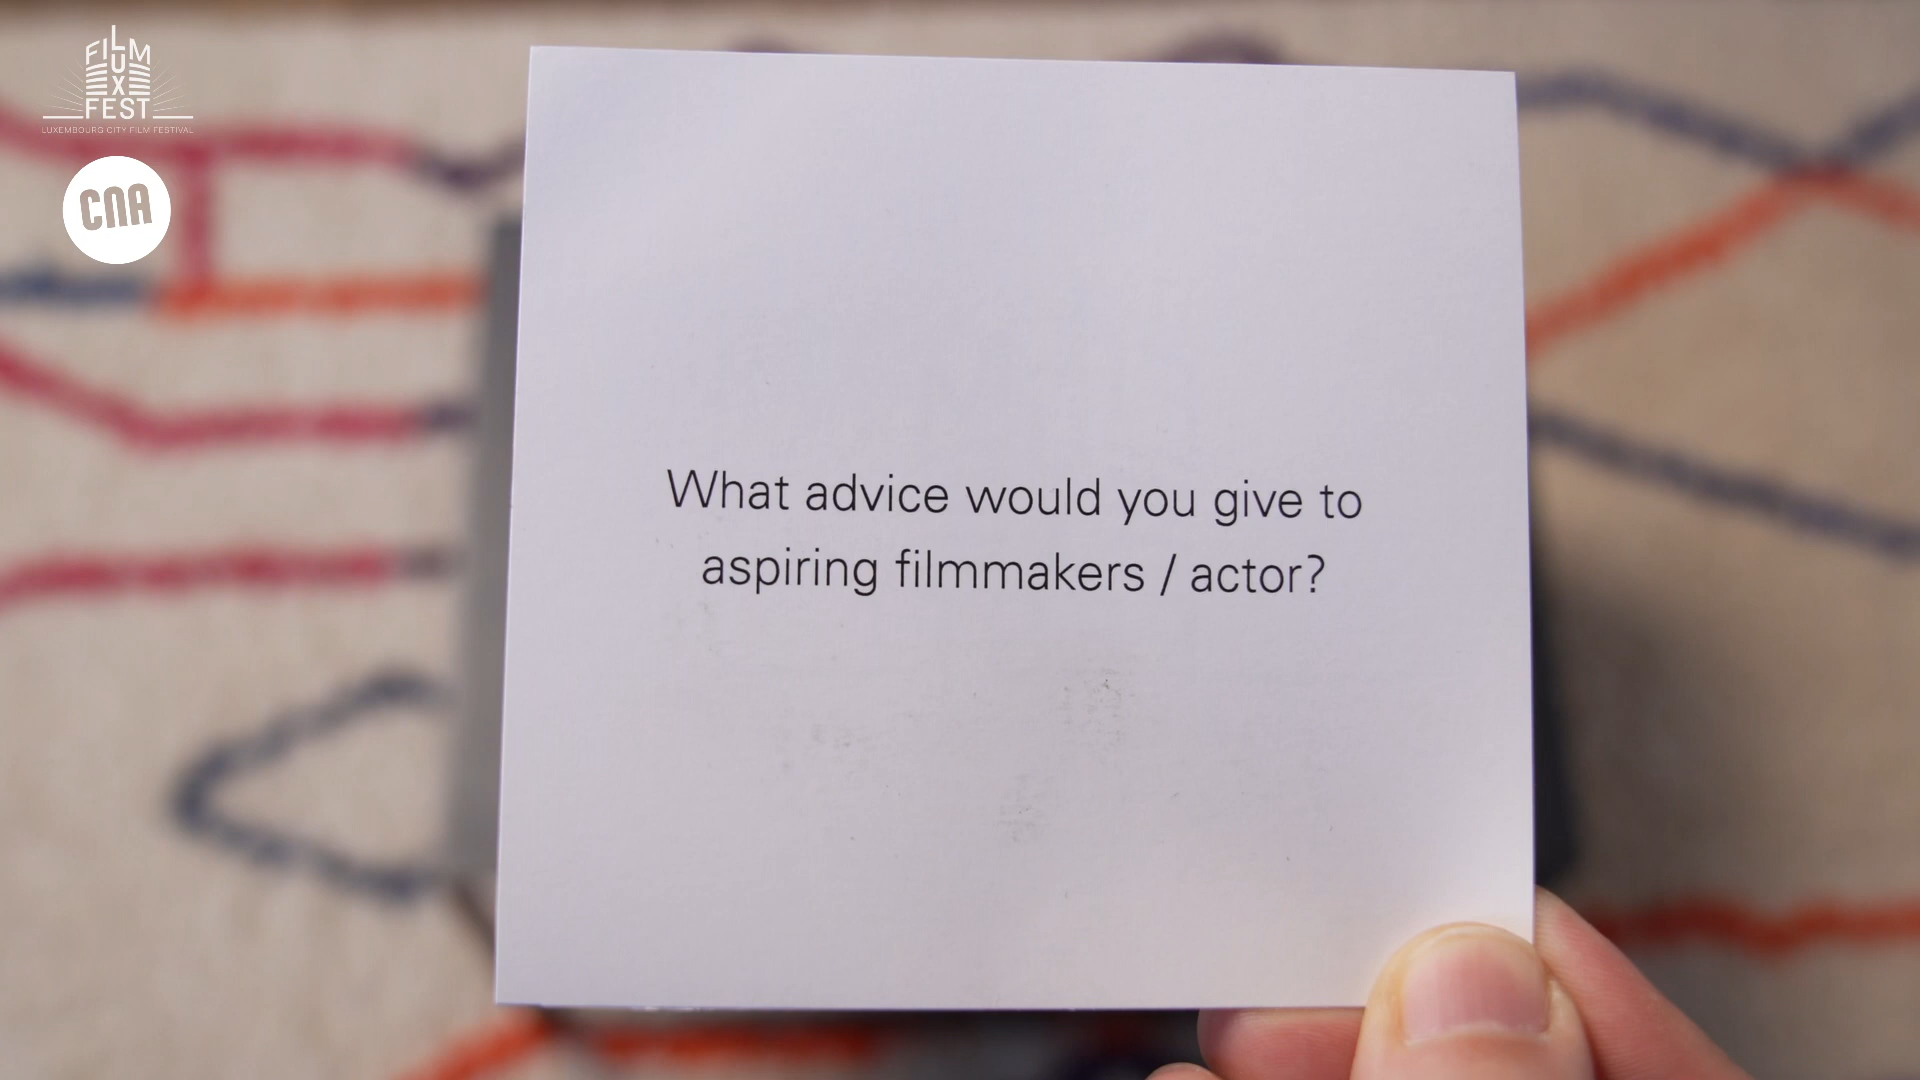 FILM
LUX
FEST
LUXEMBOURG CITY FILM FESTIVAL
CNA
What advice would you give to
aspiring filmmakers / actor?